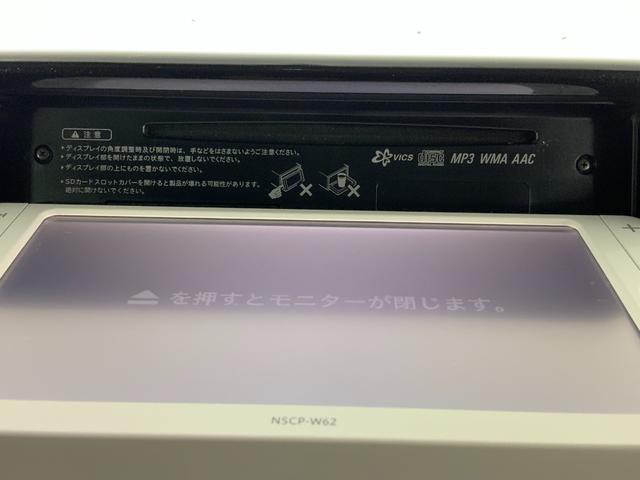 ⚠注意
▸ディスプレイの角度調整時及び開閉時は、手などをはさまないようご注意ください。
▸ディスプレイ部を開けたままの状態で、放置しないでください。
▸ディスプレイ部の上にものを置かないでください。
▸SDカードスロットカバーを開けると製品が壊れる可能性があります。
絶対に開けないでください。
VICS disc MP3 WMA AAC
⏏を押すとモニターが閉じます。
NSCP-W62